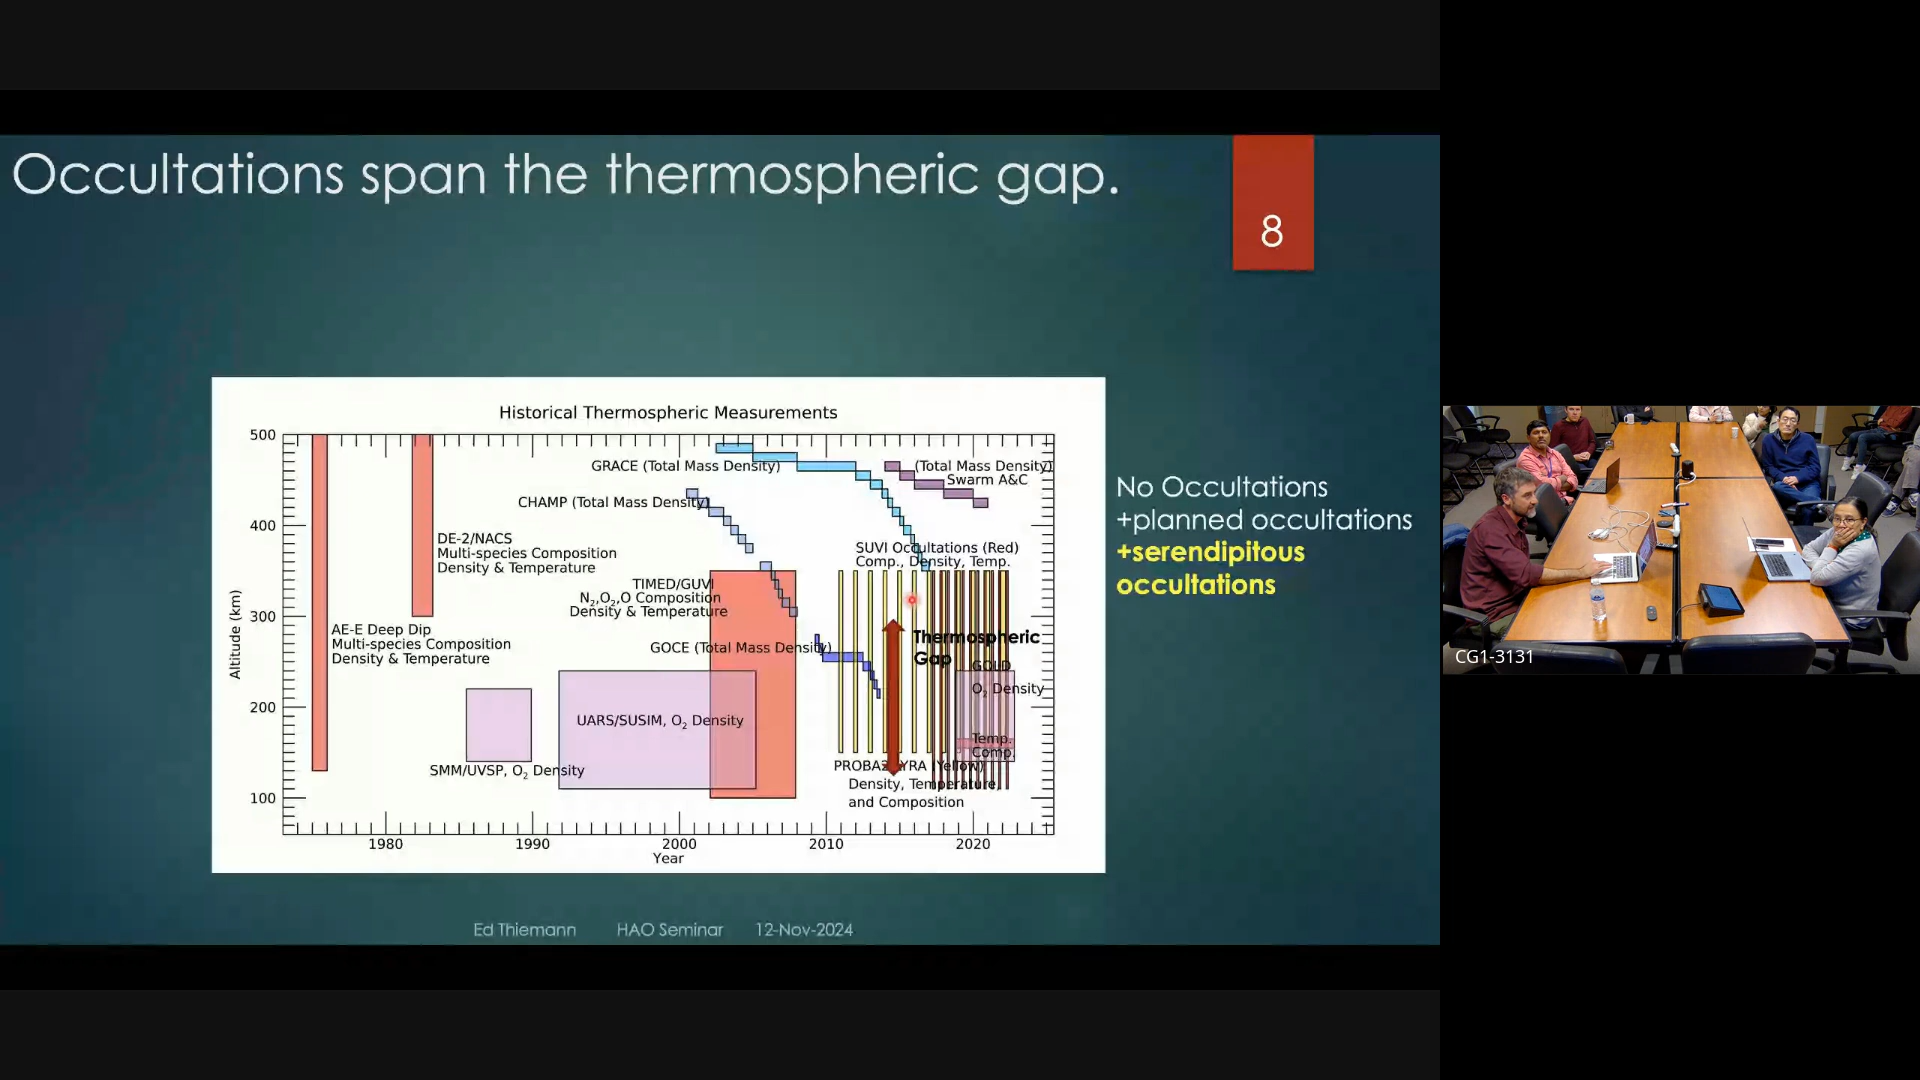 Occultations span the thermospheric gap.
8
Historical Thermospheric Measurements
500
400
300
200
100
Altitude (km)
1980
1990
2000
2010
2020
Year
GRACE (Total Mass Density)
(Total Mass Density)
Swarm A&C
CHAMP (Total Mass Density)
DE-2/NACS
Multi-species Composition
Density & Temperature
SUVI Occultations (Red)
Comp., Density, Temp.
TIMED/GUVI
N₂,O₂,O Composition
Density & Temperature
AE-E Deep Dip
Multi-species Composition
Density & Temperature
GOCE (Total Mass Density)
Thermospheric
Gap
GOLD
O₂ Density
Temp.
Comp.
UARS/SUSIM, O₂ Density
SMM/UVSP, O₂ Density
(Yellow)
Density, Temperature,
and Composition
No Occultations
+planned occultations
+serendipitous
occultations
Ed Thiemann HAO Seminar 12-Nov-2024
CG1-3131